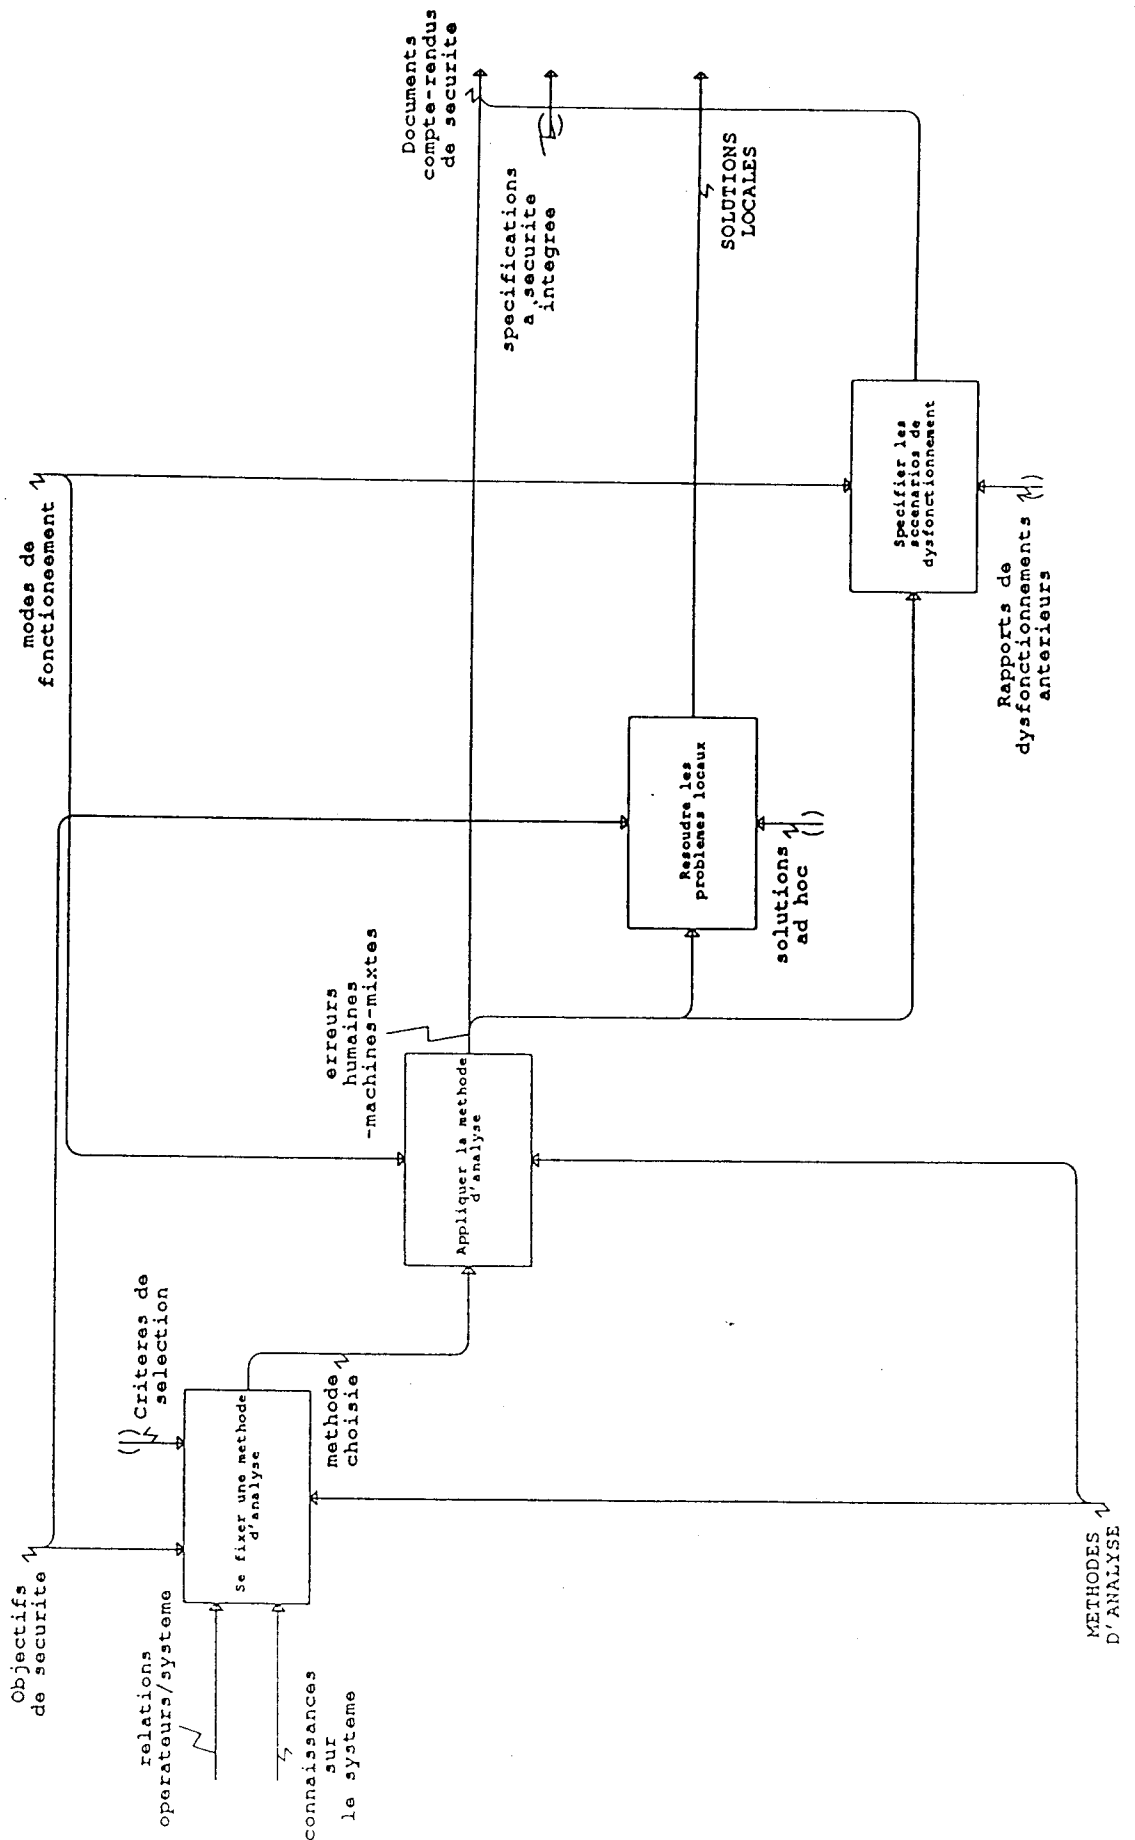 Objectifs
de securite
relations
operateurs/systeme
connaissances
sur
le systeme
() Criteres de
selection
Se fixer une methode
d'analyse
methode
choisie
METHODES
D'ANALYSE
modes de
fonctioneement
erreurs
humaines
-machines-mixtes
Appliquer la methode
d'analyse
Resoudre les
problemes locaux
solutions
ad hoc
()
Specifier les
sccenarios de
dysfonctionnement
Rapports de
dysfonctionnements
anterieurs
()
Documents
compte-rendus
de securite
specifications
a securite
integree
()
SOLUTIONS
LOCALES